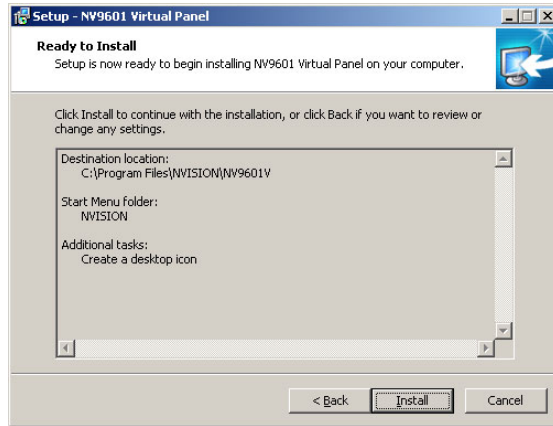 Setup - NV9601 Virtual Panel
Ready to Install
Setup is now ready to begin installing NV9601 Virtual Panel on your computer.
Click Install to continue with the installation, or click Back if you want to review or
change any settings.
Destination location:
C:\Program Files\NVISION\NV9601V
Start Menu folder:
NVISION
Additional tasks:
Create a desktop icon
< Back
Install
Cancel